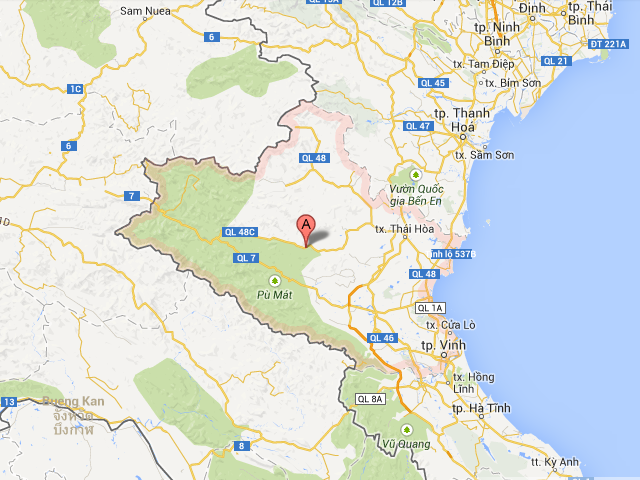 Sam Nuea
QL 15A
QL 12B
Định
tp. Thái
Bình
tp. Ninh
Bình
6
ĐT 221A
tx. Tam Điệp
QL 21
1C
QL 45
tx. Bỉm Sơn
tp. Thanh
Hoá
QL 47
6
tx. Sầm Sơn
QL 48
7
Vườn Quốc
gia Bến En
A
QL 48C
tx. Thái Hòa
QL 7
ỉnh lộ 537B
QL 48
Pù Mát
QL 1A
tx. Cửa Lò
QL 46
tp. Vinh
tx. Hồng
Lĩnh
13
Bueng Kan
จังหวัด
บึงกาฬ
QL 8A
tp. Hà Tĩnh
8
Vũ Quang
tt. Kỳ Anh